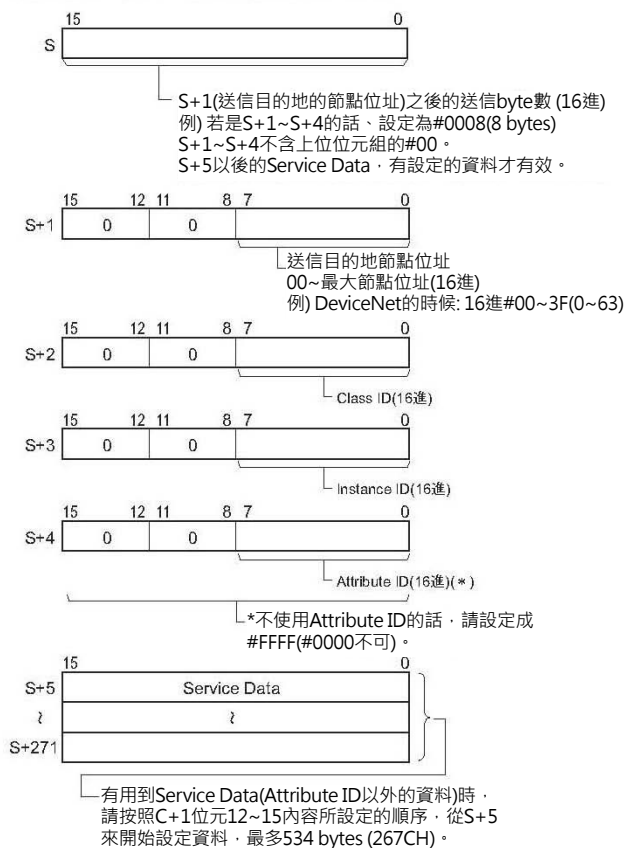 15 0
S
S+1(送信目的地的節點位址)之後的送信byte數 (16進)
例) 若是S+1~S+4的話、設定為#0008(8 bytes)
S+1~S+4不含上位位元組的#00。
S+5以後的Service Data，有設定的資料才有效。
15 12 11 8 7 0
S+1 0 0
送信目的地節點位址
00~最大節點位址(16進)
例) DeviceNet的時候: 16進#00~3F(0~63)
15 12 11 8 7 0
S+2 0 0
Class ID(16進)
15 12 11 8 7 0
S+3 0 0
Instance ID(16進)
15 12 11 8 7 0
S+4 0 0
Attribute ID(16進)(*)
*不使用Attribute ID的話，請設定成
#FFFF(#0000不可)。
15 0
S+5 Service Data
≀ ≀
S+271
有用到Service Data(Attribute ID以外的資料)時，
請按照C+1位元12~15內容所設定的順序，從S+5
來開始設定資料，最多534 bytes (267CH)。